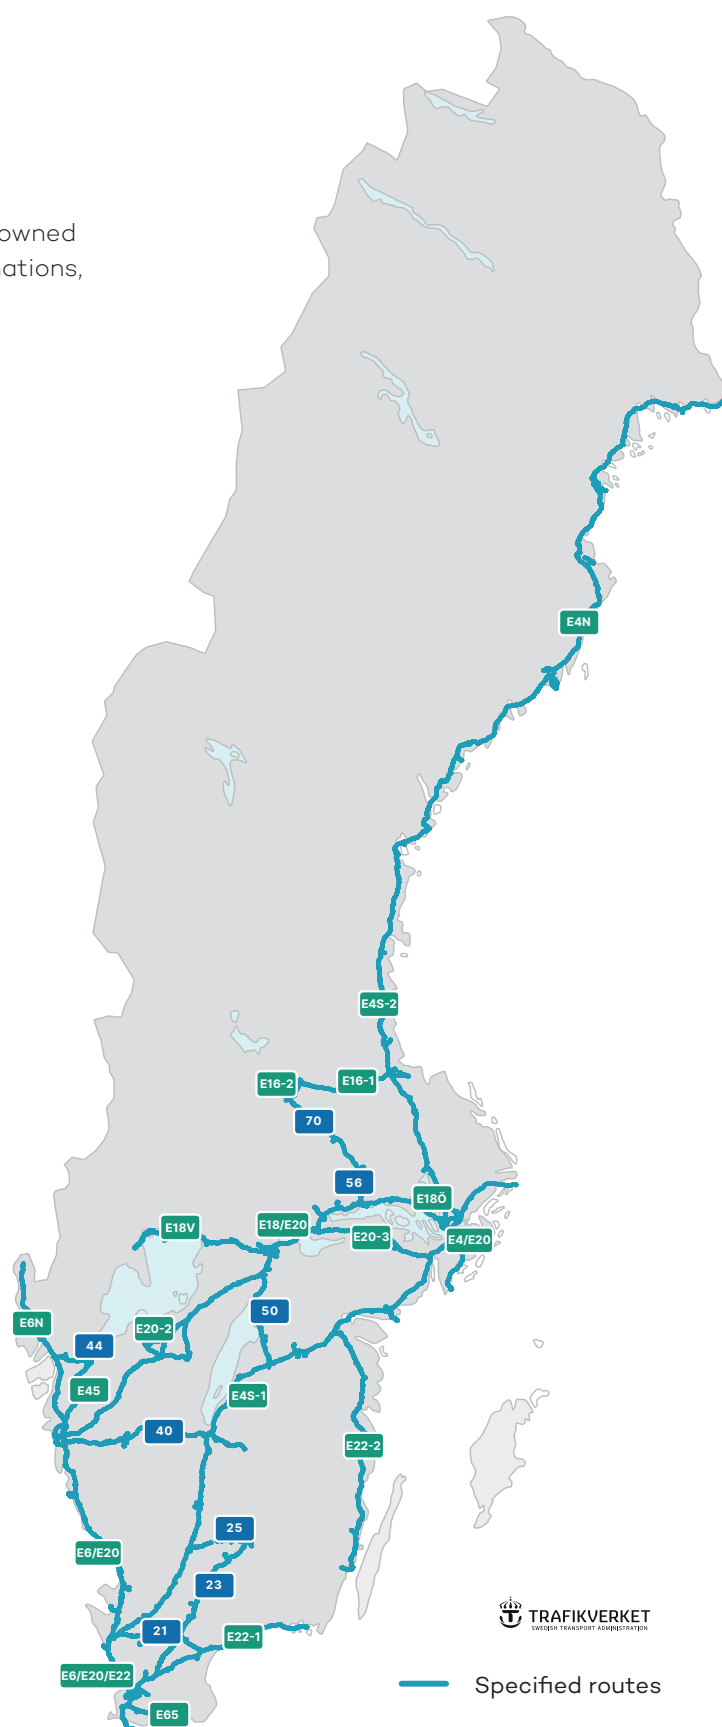 owned
ations,
E4N
E4S-2
E16-2
E16-1
70
56
E18Ö
E18V
E18/E20
E20-3
E4/E20
50
E6N
E20-2
44
E45
E4S-1
40
E22-2
25
E6/E20
23
21
E22-1
TRAFIKVERKET
SWEDISH TRANSPORT ADMINISTRATION
E6/E20/E22
Specified routes
E65